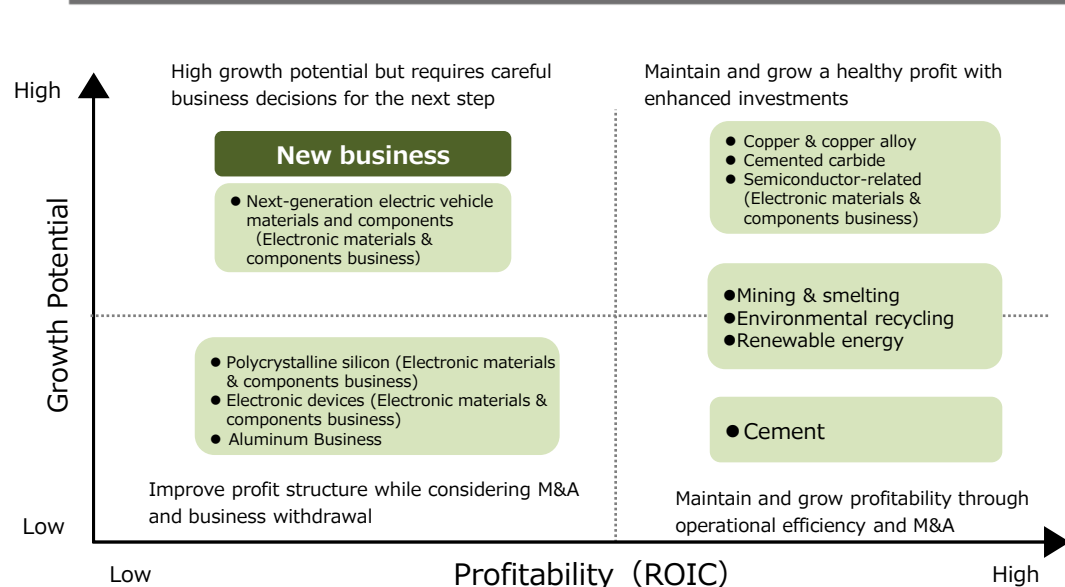 High growth potential but requires careful
business decisions for the next step
Maintain and grow a healthy profit with
enhanced investments
High
New business
● Next-generation electric vehicle
materials and components
（Electronic materials &
components business)
● Copper & copper alloy
● Cemented carbide
● Semiconductor-related
(Electronic materials &
components business)
Growth Potential
●Mining & smelting
●Environmental recycling
●Renewable energy
● Polycrystalline silicon (Electronic materials
& components business)
● Electronic devices (Electronic materials &
components business)
● Aluminum Business
● Cement
Improve profit structure while considering M&A
and business withdrawal
Maintain and grow profitability through
operational efficiency and M&A
Low
Low
Profitability（ROIC）
High